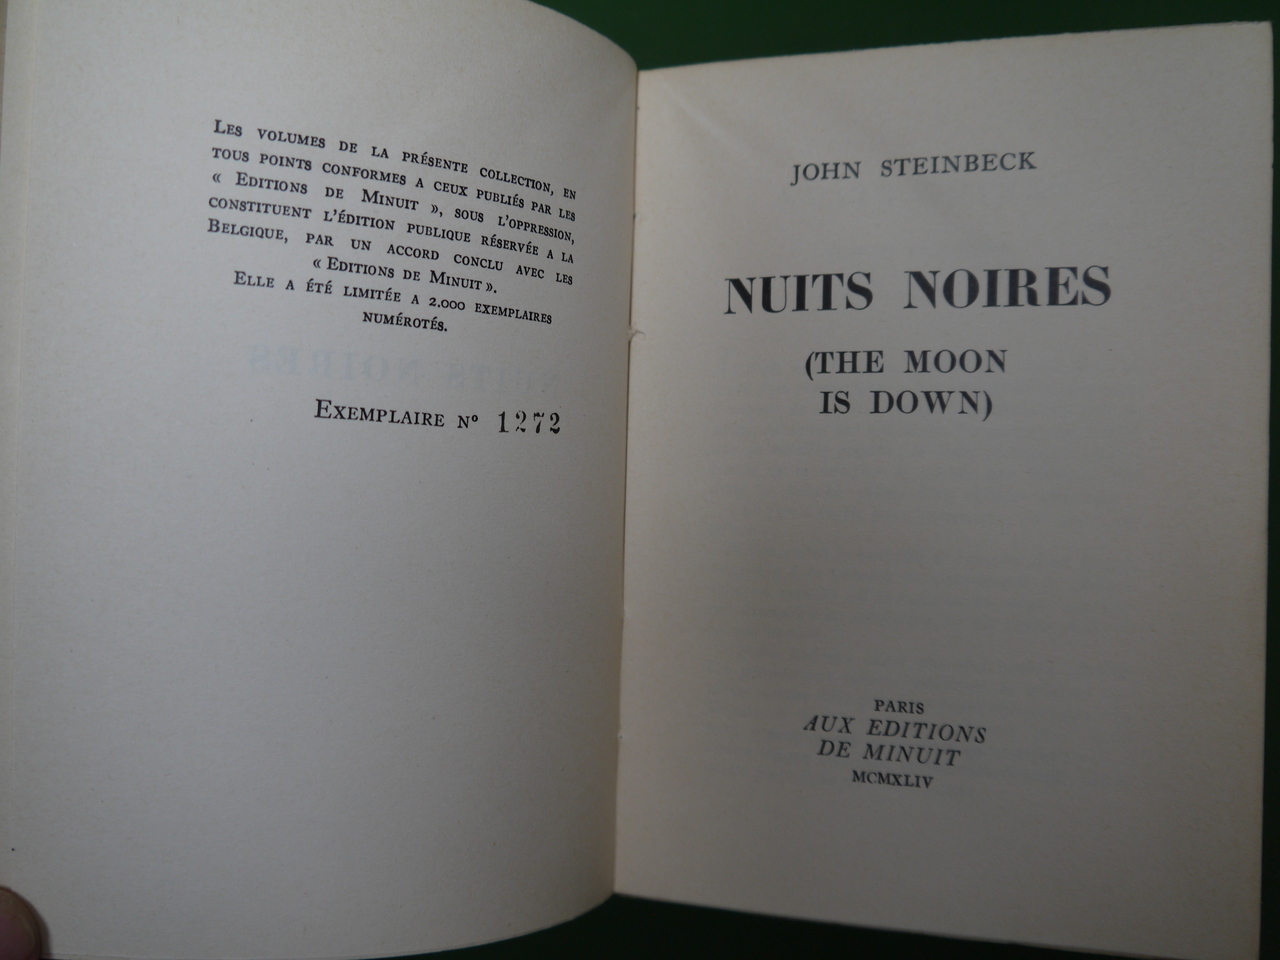 LES VOLUMES DE LA PRÉSENTE COLLECTION, EN
TOUS POINTS CONFORMES A CEUX PUBLIÉS PAR LES
« EDITIONS DE MINUIT », SOUS L'OPPRESSION,
CONSTITUENT L'ÉDITION PUBLIQUE RÉSERVÉE A LA
BELGIQUE, PAR UN ACCORD CONCLU AVEC LES
« EDITIONS DE MINUIT ».
ELLE A ÉTÉ LIMITÉE A 2.000 EXEMPLAIRES
NUMÉROTÉS.
EXEMPLAIRE Nº 1272
JOHN STEINBECK
NUITS NOIRES
(THE MOON
IS DOWN)
PARIS
AUX EDITIONS
DE MINUIT
MCMXLIV